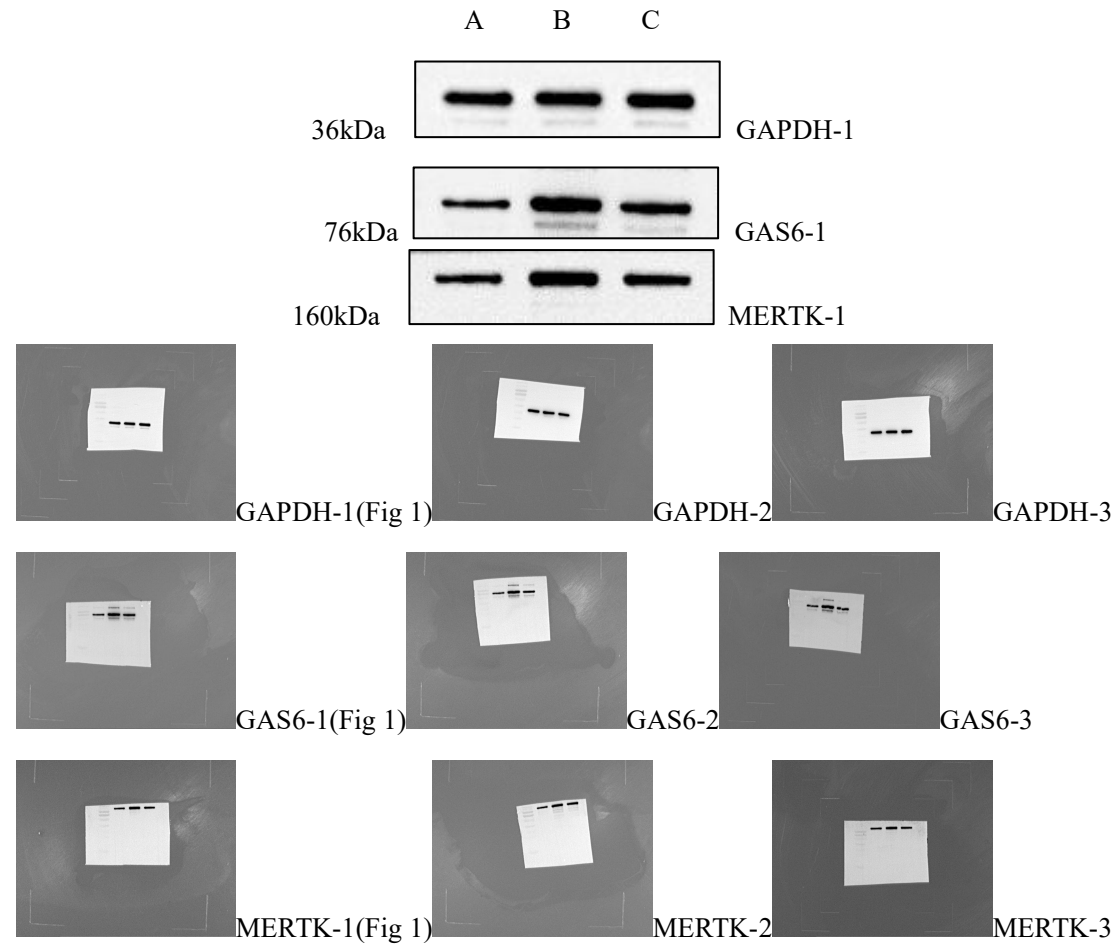 A B C
36kDa GAPDH-1
76kDa GAS6-1
160kDa MERTK-1
GAPDH-1(Fig 1) GAPDH-2 GAPDH-3
GAS6-1(Fig 1) GAS6-2 GAS6-3
MERTK-1(Fig 1) MERTK-2 MERTK-3